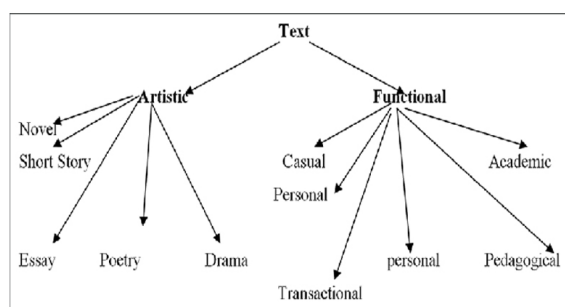 Text
Artistic Functional
Novel
Short Story Casual Academic
Personal
Essay Poetry Drama personal Pedagogical
Transactional